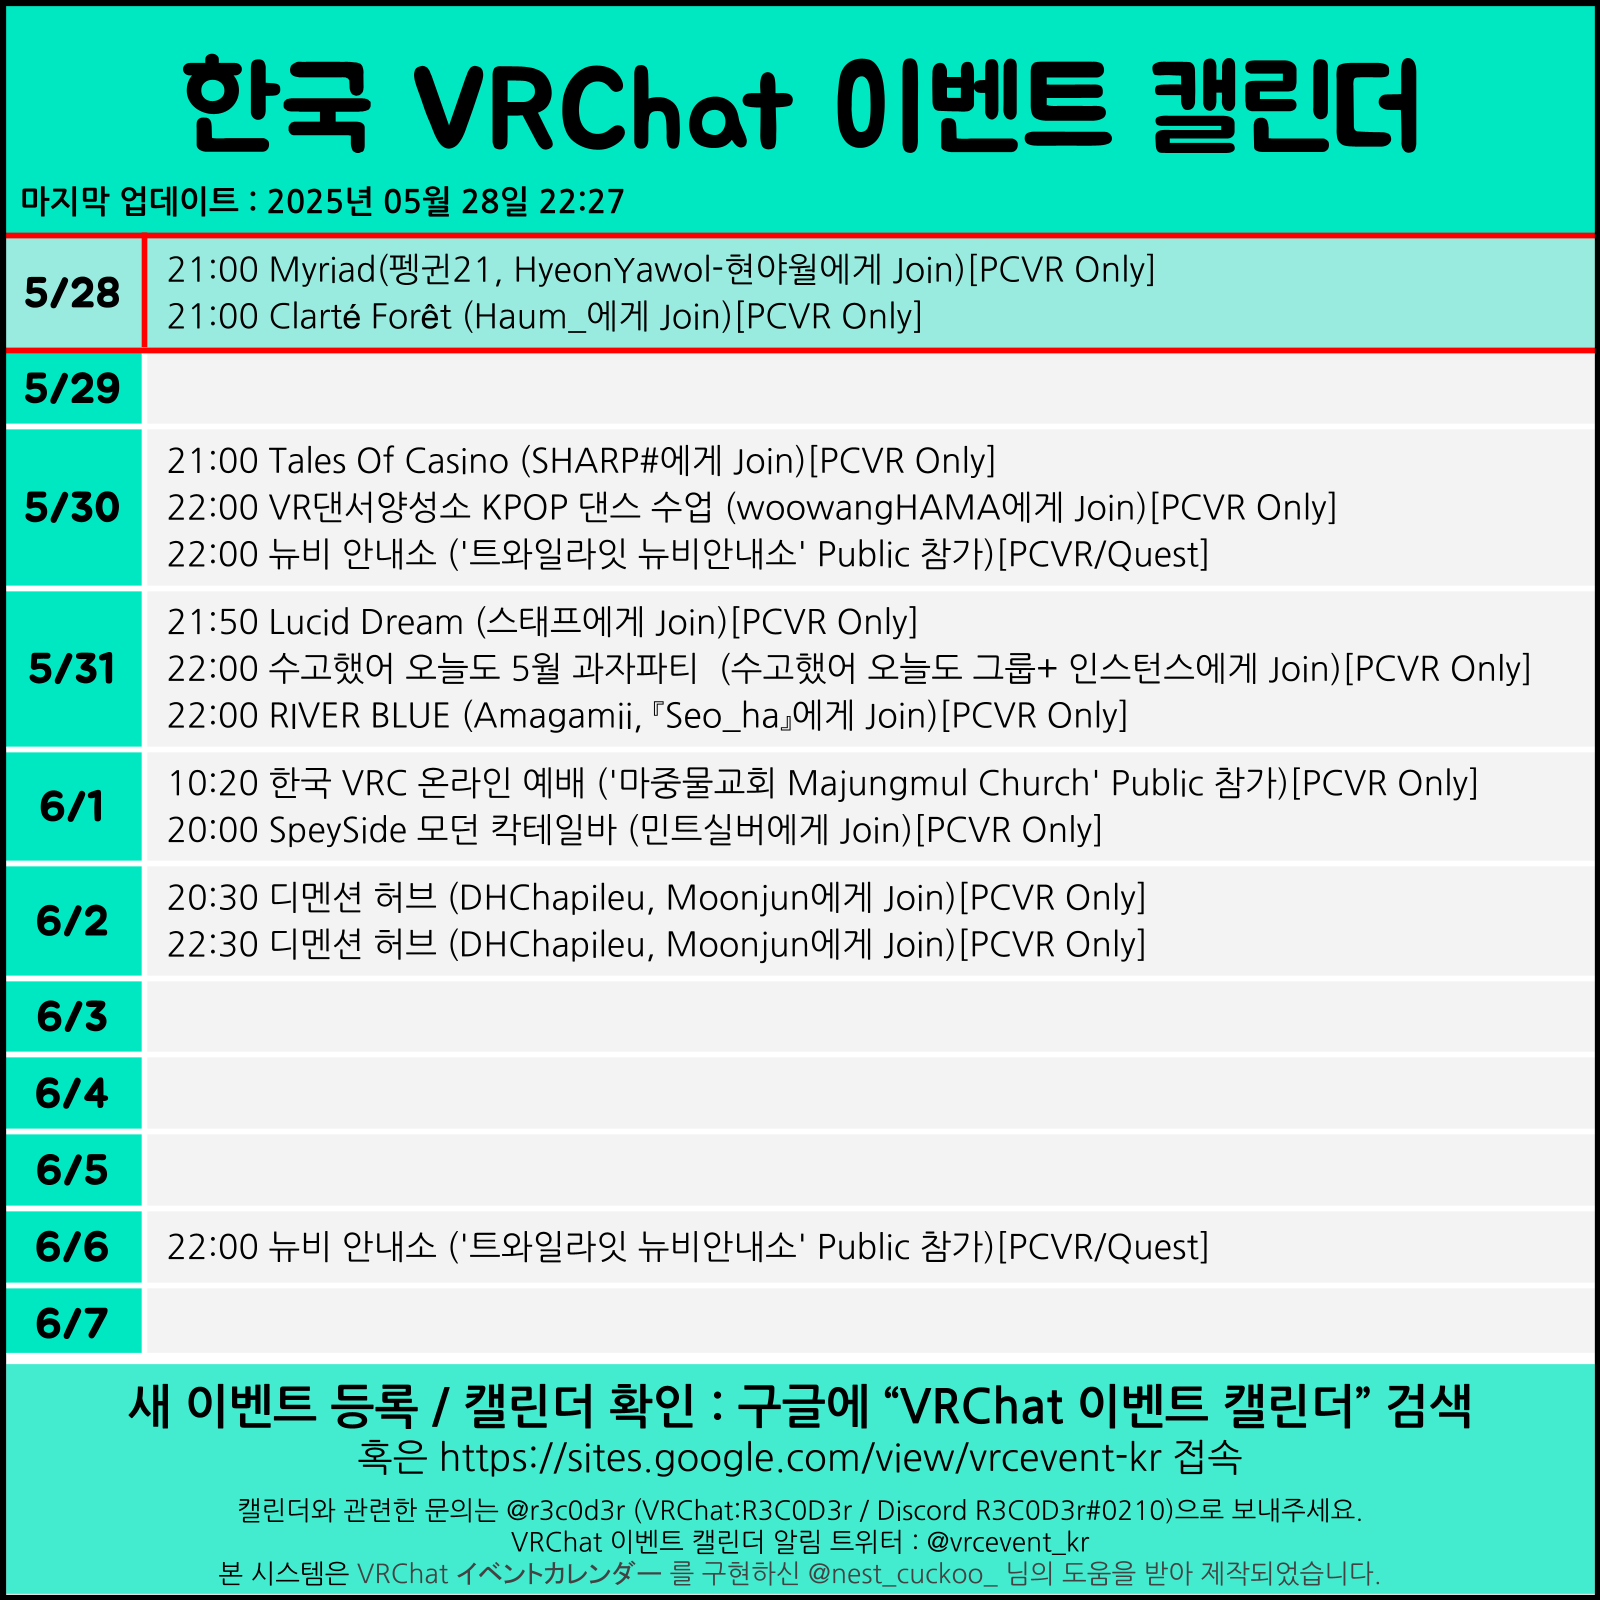 한국 VRChat 이벤트 캘린더
마지막 업데이트 : 2025년 05월 28일 22:27
5/28
21:00 Myriad(펭귄21, HyeonYawol-현야월에게 Join)[PCVR Only]
21:00 Clarté Forêt (Haum_에게 Join)[PCVR Only]
5/29
5/30
21:00 Tales Of Casino (SHARP#에게 Join)[PCVR Only]
22:00 VR댄서양성소 KPOP 댄스 수업 (woowangHAMA에게 Join)[PCVR Only]
22:00 뉴비 안내소 ('트와일라잇 뉴비안내소' Public 참가)[PCVR/Quest]
5/31
21:50 Lucid Dream (스태프에게 Join)[PCVR Only]
22:00 수고했어 오늘도 5월 과자파티  (수고했어 오늘도 그룹+ 인스턴스에게 Join)[PCVR Only]
22:00 RIVER BLUE (Amagamii, 『Seo_ha』에게 Join)[PCVR Only]
6/1
10:20 한국 VRC 온라인 예배 ('마중물교회 Majungmul Church' Public 참가)[PCVR Only]
20:00 SpeySide 모던 칵테일바 (민트실버에게 Join)[PCVR Only]
6/2
20:30 디멘션 허브 (DHChapileu, Moonjun에게 Join)[PCVR Only]
22:30 디멘션 허브 (DHChapileu, Moonjun에게 Join)[PCVR Only]
6/3
6/4
6/5
6/6
22:00 뉴비 안내소 ('트와일라잇 뉴비안내소' Public 참가)[PCVR/Quest]
6/7
새 이벤트 등록 / 캘린더 확인 : 구글에 “VRChat 이벤트 캘린더” 검색
혹은 https://sites.google.com/view/vrcevent-kr 접속
캘린더와 관련한 문의는 @r3c0d3r (VRChat:R3C0D3r / Discord R3C0D3r#0210)으로 보내주세요.
VRChat 이벤트 캘린더 알림 트위터 : @vrcevent_kr
본 시스템은 VRChat イベントカレンダー 를 구현하신 @nest_cuckoo_ 님의 도움을 받아 제작되었습니다.